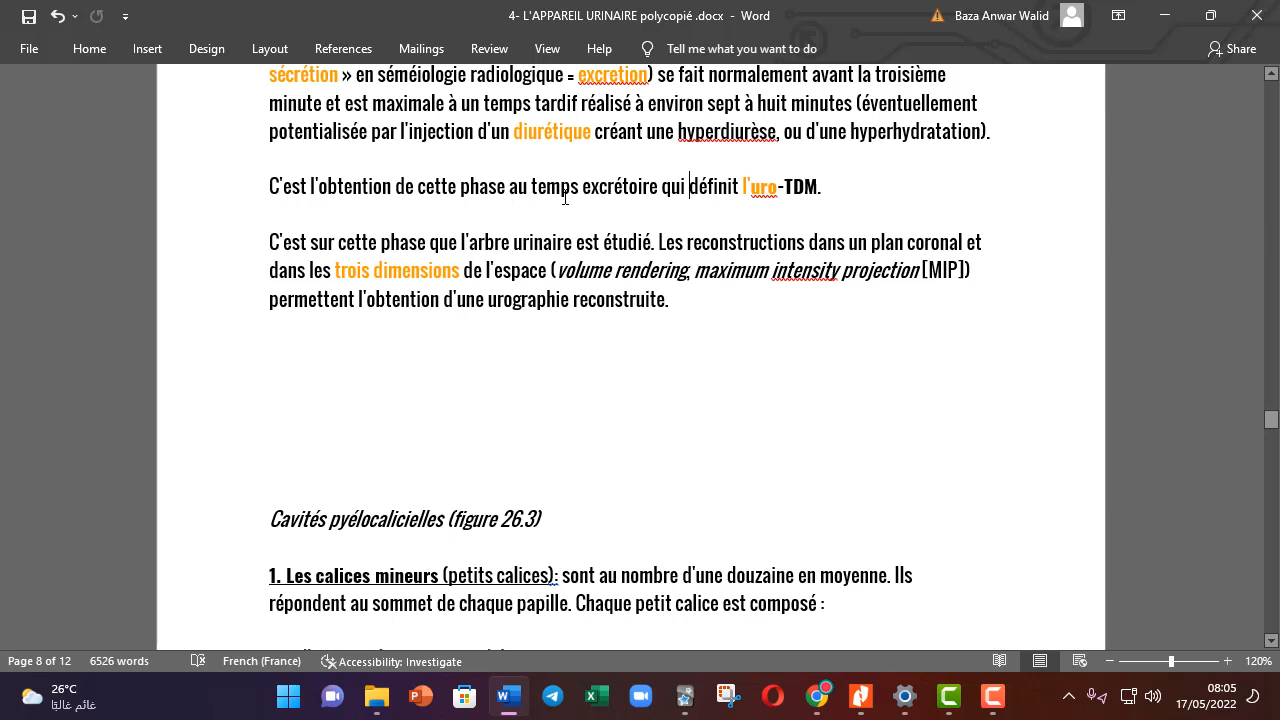 4- L'APPAREIL URINAIRE polycopié .docx - Word
Baza Anwar Walid
File Home Insert Design Layout References Mailings Review View Help Tell me what you want to do Share
sécrétion » en séméiologie radiologique = excretion) se fait normalement avant la troisième
minute et est maximale à un temps tardif réalisé à environ sept à huit minutes (éventuellement
potentialisée par l'injection d'un diurétique créant une hyperdiurèse, ou d'une hyperhydratation).
C'est l'obtention de cette phase au temps excrétoire qui définit l'uro-TDM.
C'est sur cette phase que l'arbre urinaire est étudié. Les reconstructions dans un plan coronal et
dans les trois dimensions de l'espace (volume rendering, maximum intensity projection [MIP])
permettent l'obtention d'une urographie reconstruite.
Cavités pyélocalicielles (figure 26.3)
1. Les calices mineurs (petits calices): sont au nombre d'une douzaine en moyenne. Ils
répondent au sommet de chaque papille. Chaque petit calice est composé :
Page 8 of 12 6526 words French (France) Accessibility: Investigate 120%
26°C
غائم غالبًا
08:05
17/05/2022